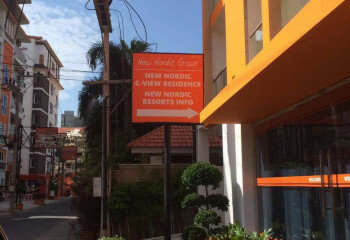 New Nordic Group
NEW NORDIC
C-VIEW RESIDENCE
NEW NORDIC
RESORTS INFO